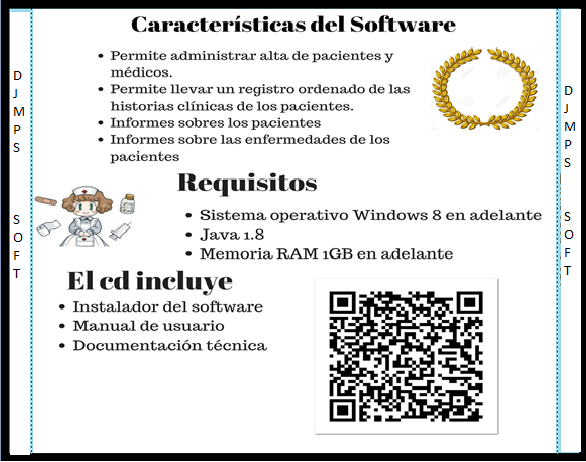 Características del Software
• Permite administrar alta de pacientes y
médicos.
• Permite llevar un registro ordenado de las
historias clínicas de los pacientes.
• Informes sobre los pacientes
• Informes sobre las enfermedades de los
pacientes
Requisitos
• Sistema operativo Windows 8 en adelante
• Java 1.8
• Memoria RAM 1GB en adelante
El cd incluye
• Instalador del software
• Manual de usuario
• Documentación técnica
D
J
M
P
S
S
O
F
T
D
J
M
P
S
S
O
F
T